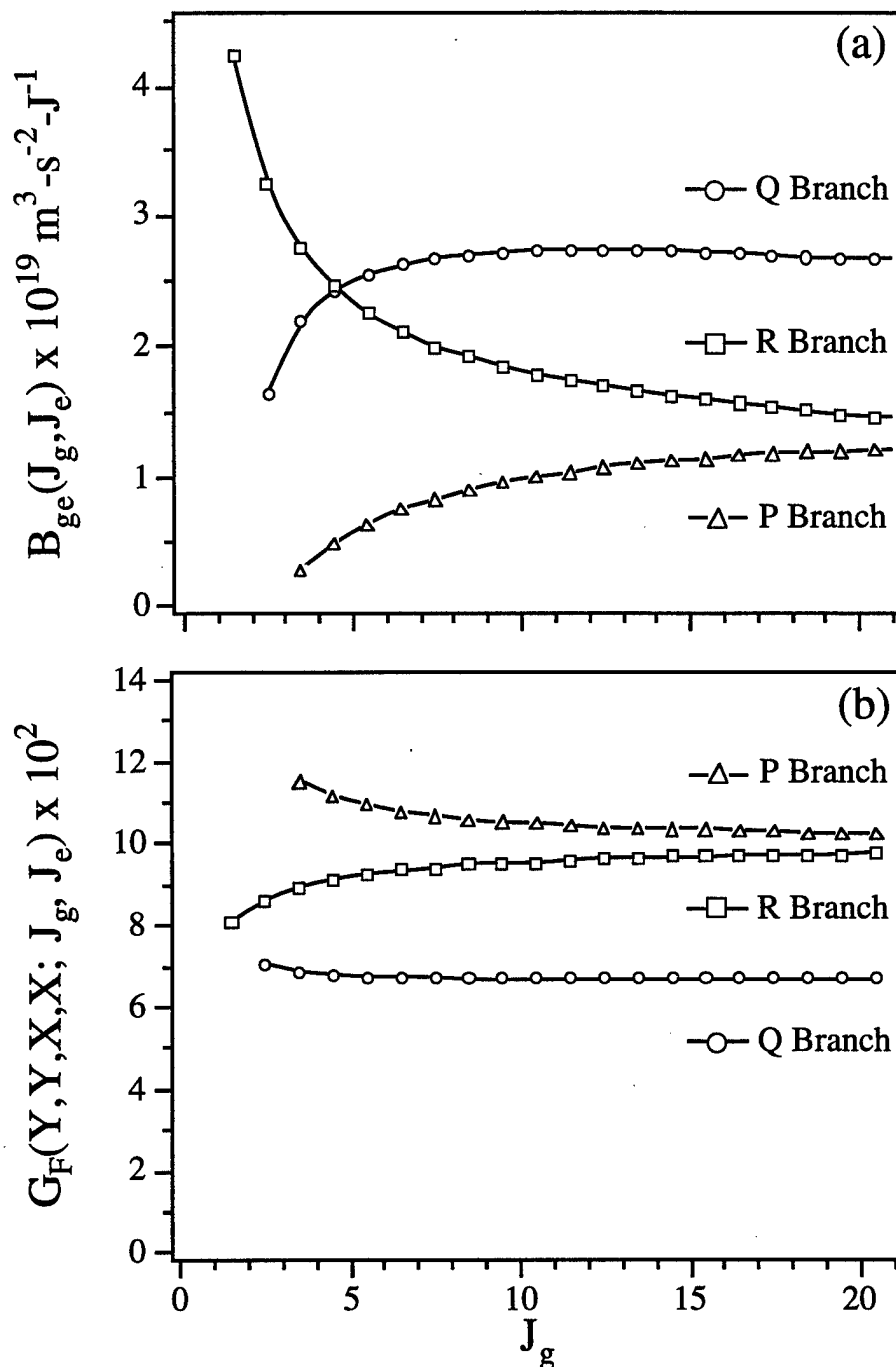 (a)
B_ge(J_g,J_e) x 10^19 m^3-s^-2-J^-1
4
3
2
1
0
Q Branch
R Branch
P Branch
(b)
G_F(Y,Y,X,X; J_g, J_e) x 10^2
14
12
10
8
6
4
2
0
P Branch
R Branch
Q Branch
0
5
10
15
20
J_g